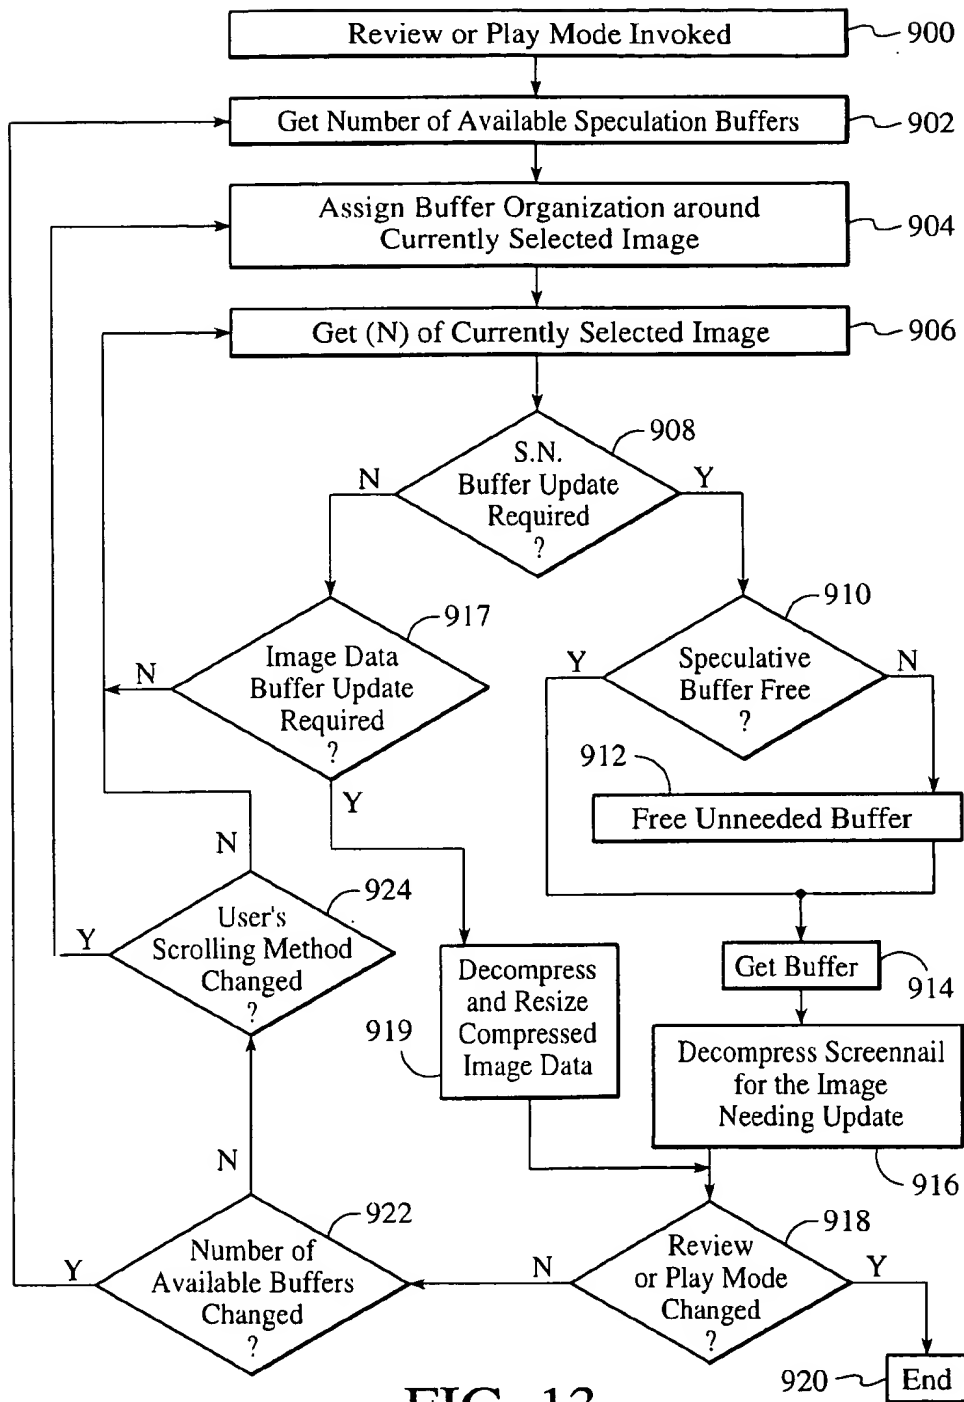 Review or Play Mode Invoked
900
Get Number of Available Speculation Buffers
902
Assign Buffer Organization around
Currently Selected Image
904
Get (N) of Currently Selected Image
906
908
S.N.
Buffer Update
Required
?
N
Y
917
Image Data
Buffer Update
Required
?
N
Y
910
Speculative
Buffer Free
?
Y
N
912
Free Unneeded Buffer
924
User's
Scrolling Method
Changed
?
N
Y
Get Buffer
914
919
Decompress
and Resize
Compressed
Image Data
Decompress Screennail
for the Image
Needing Update
916
N
922
Number of
Available Buffers
Changed
?
Y
918
Review
or Play Mode
Changed
?
N
Y
920
End
FIG. 13